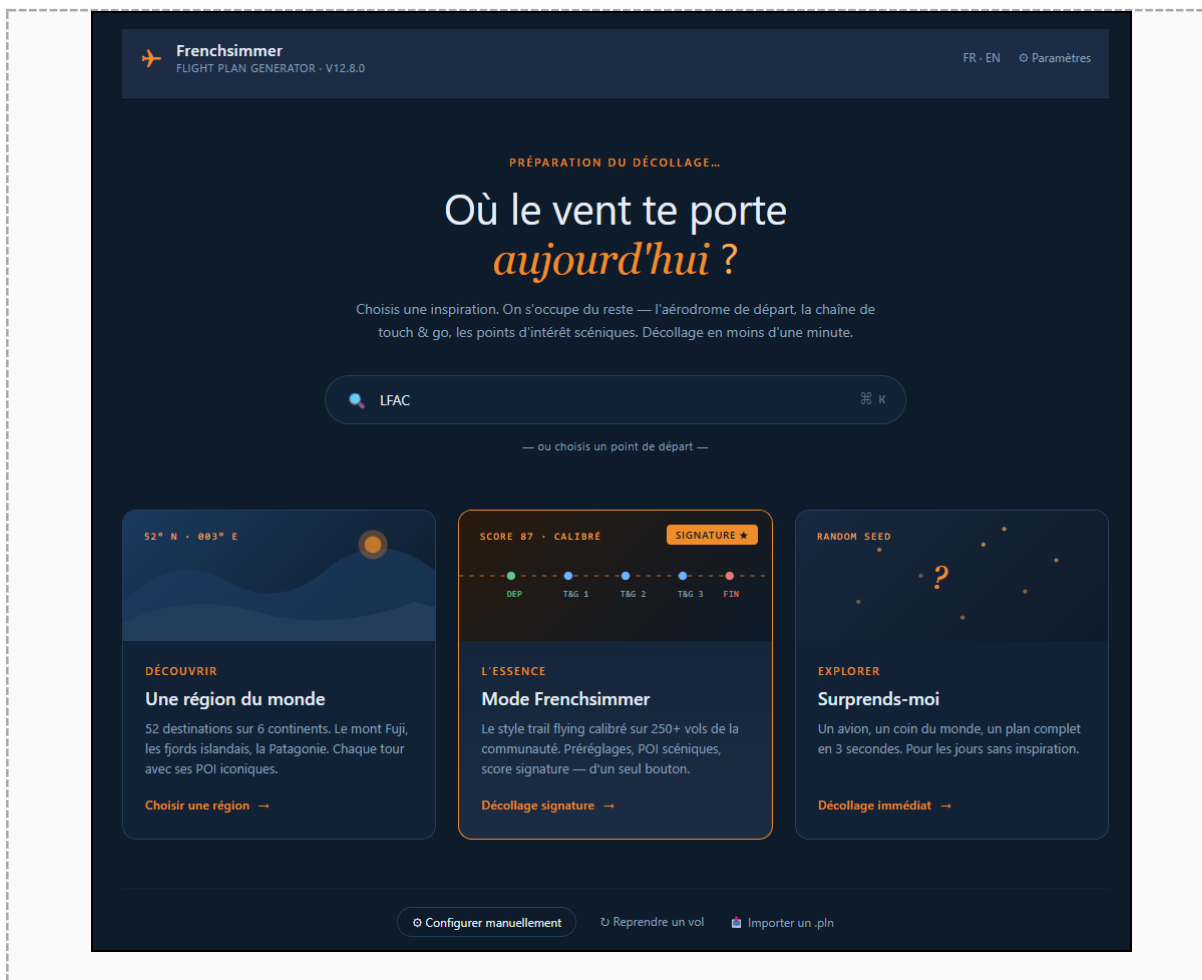 Frenchsimmer
FLIGHT PLAN GENERATOR · V12.8.0
FR · EN
⚙ Paramètres
PRÉPARATION DU DÉCOLLAGE…
Où le vent te porte
aujourd'hui ?
Choisis une inspiration. On s'occupe du reste — l'aérodrome de départ, la chaîne de
touch & go, les points d'intérêt scéniques. Décollage en moins d'une minute.
LFAC
⌘ K
— ou choisis un point de départ —
52° N · 003° E
DÉCOUVRIR
Une région du monde
52 destinations sur 6 continents. Le mont Fuji,
les fjords islandais, la Patagonie. Chaque tour
avec ses POI iconiques.
Choisir une région →
SCORE 87 · CALIBRÉ
SIGNATURE ★
DEP
T&G 1
T&G 2
T&G 3
FIN
L'ESSENCE
Mode Frenchsimmer
Le style trail flying calibré sur 250+ vols de la
communauté. Préréglages, POI scéniques,
score signature — d'un seul bouton.
Décollage signature →
RANDOM SEED
?
EXPLORER
Surprends-moi
Un avion, un coin du monde, un plan complet
en 3 secondes. Pour les jours sans inspiration.
Décollage immédiat →
⚙ Configurer manuellement
↻ Reprendre un vol
Importer un .pln